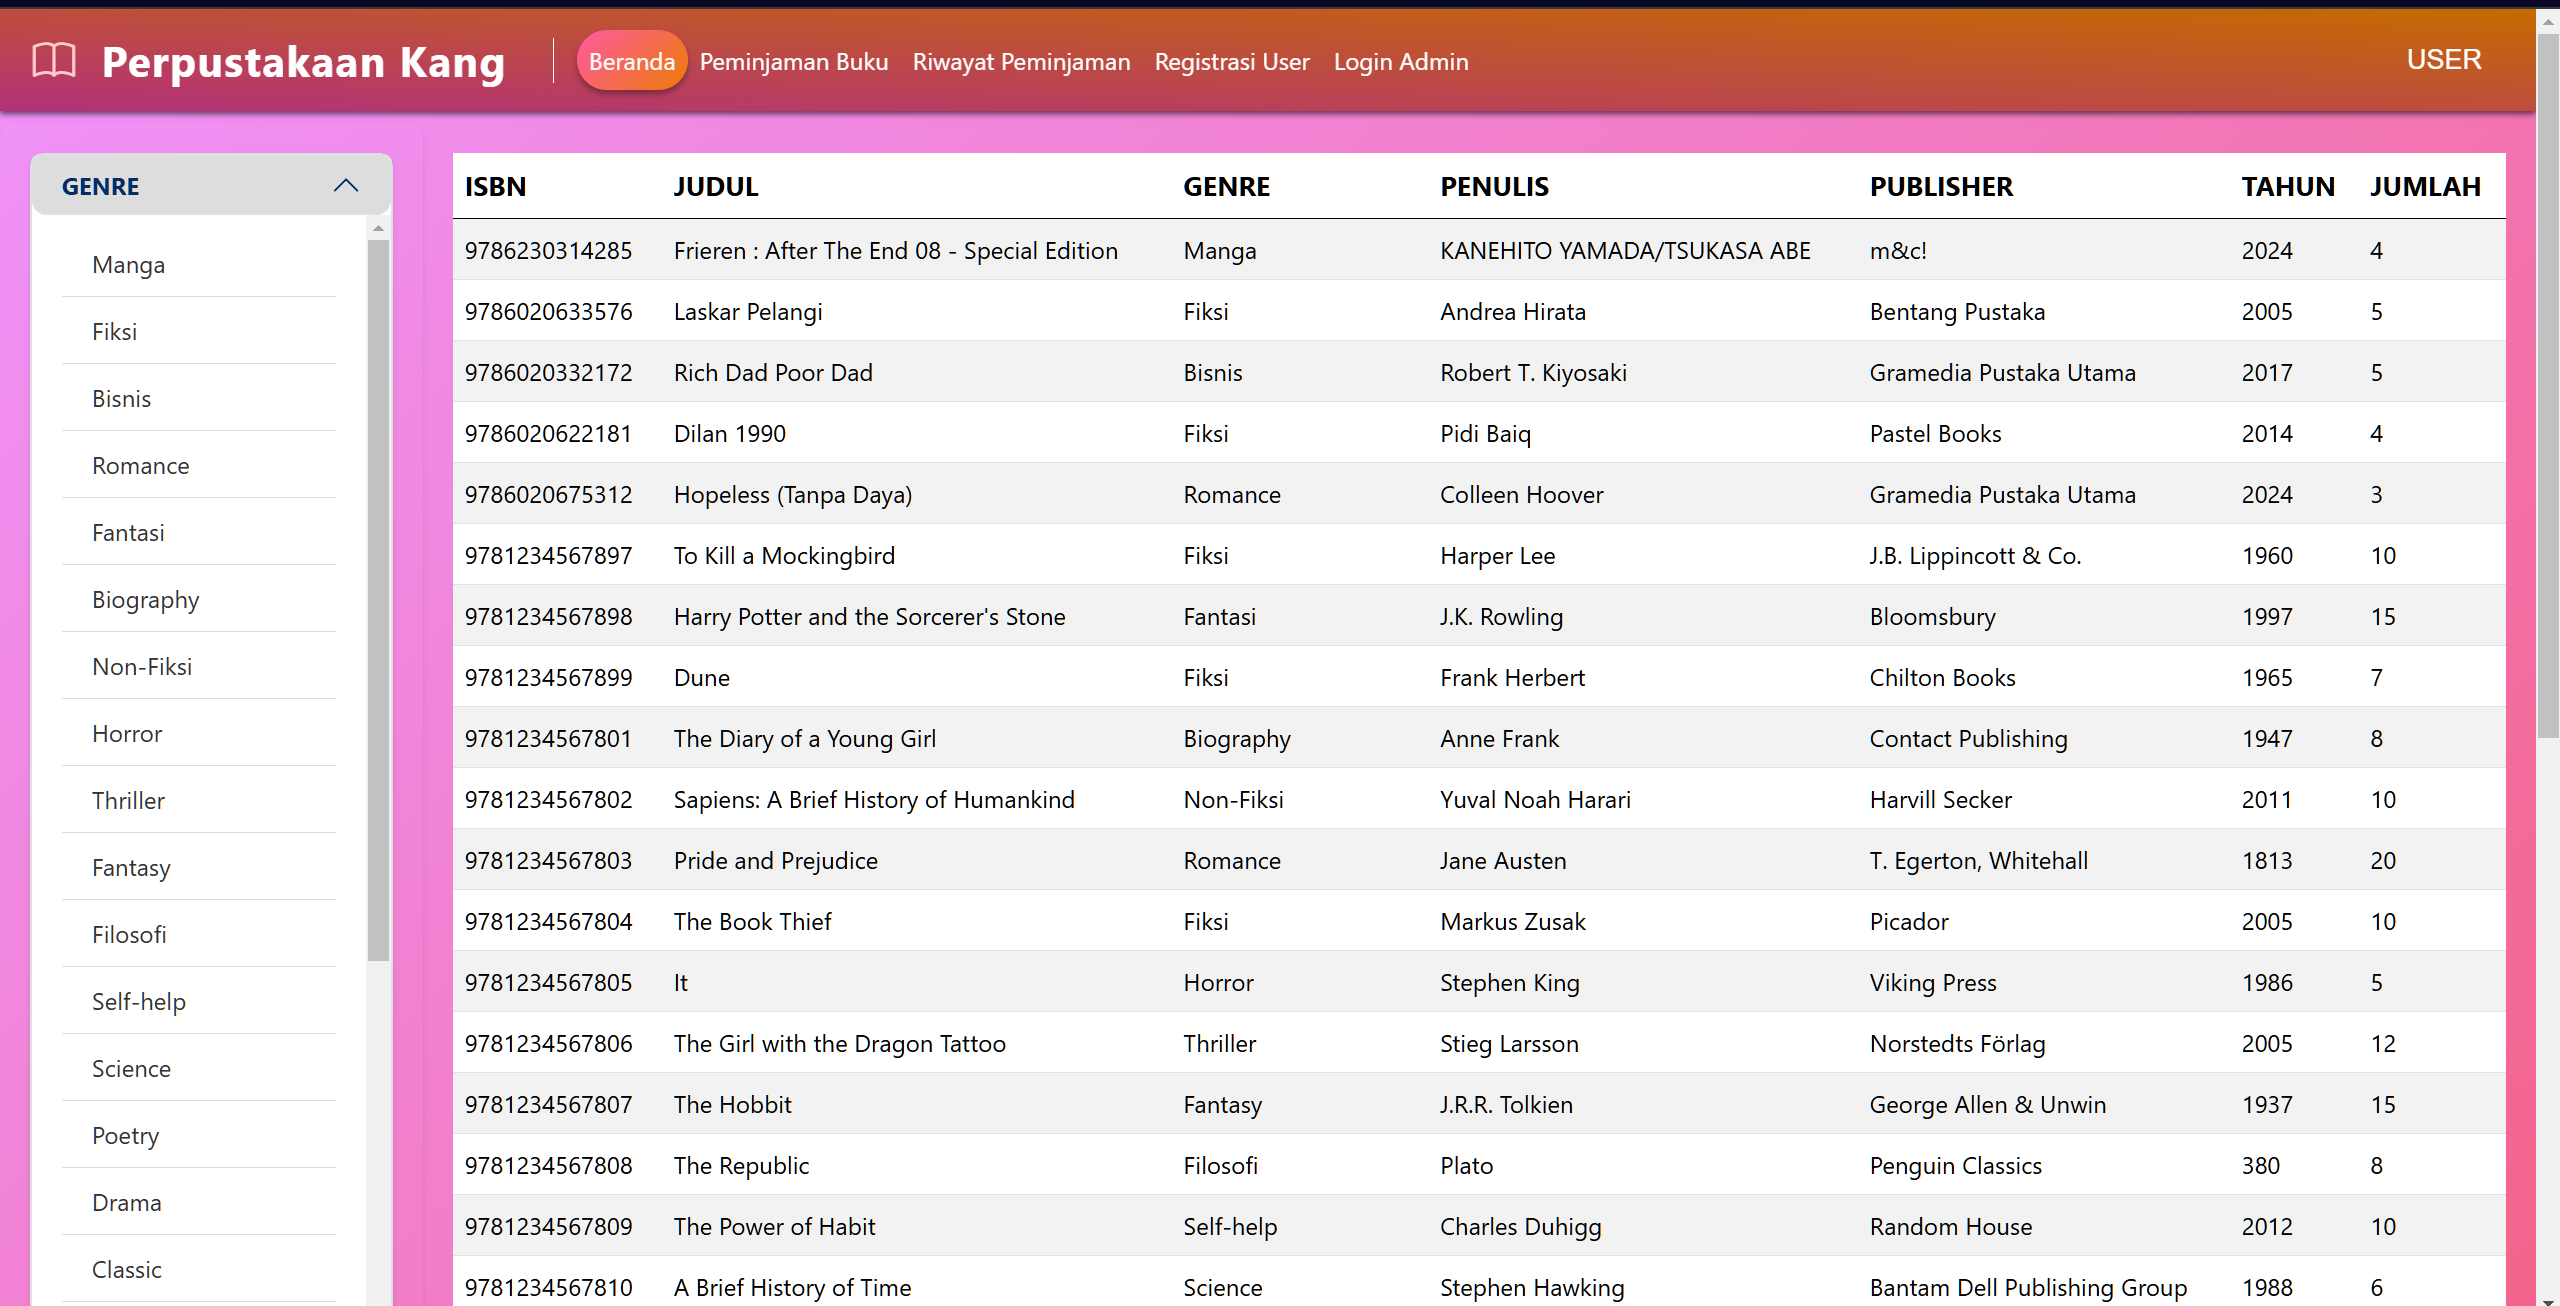 Perpustakaan Kang
Beranda Peminjaman Buku Riwayat Peminjaman Registrasi User Login Admin
USER
GENRE
Manga
Fiksi
Bisnis
Romance
Fantasi
Biography
Non-Fiksi
Horror
Thriller
Fantasy
Filosofi
Self-help
Science
Poetry
Drama
Classic
ISBN JUDUL GENRE PENULIS PUBLISHER TAHUN JUMLAH
9786230314285 Frieren : After The End 08 - Special Edition Manga KANEHITO YAMADA/TSUKASA ABE m&c! 2024 4
9786020633576 Laskar Pelangi Fiksi Andrea Hirata Bentang Pustaka 2005 5
9786020332172 Rich Dad Poor Dad Bisnis Robert T. Kiyosaki Gramedia Pustaka Utama 2017 5
9786020622181 Dilan 1990 Fiksi Pidi Baiq Pastel Books 2014 4
9786020675312 Hopeless (Tanpa Daya) Romance Colleen Hoover Gramedia Pustaka Utama 2024 3
9781234567897 To Kill a Mockingbird Fiksi Harper Lee J.B. Lippincott & Co. 1960 10
9781234567898 Harry Potter and the Sorcerer's Stone Fantasi J.K. Rowling Bloomsbury 1997 15
9781234567899 Dune Fiksi Frank Herbert Chilton Books 1965 7
9781234567801 The Diary of a Young Girl Biography Anne Frank Contact Publishing 1947 8
9781234567802 Sapiens: A Brief History of Humankind Non-Fiksi Yuval Noah Harari Harvill Secker 2011 10
9781234567803 Pride and Prejudice Romance Jane Austen T. Egerton, Whitehall 1813 20
9781234567804 The Book Thief Fiksi Markus Zusak Picador 2005 10
9781234567805 It Horror Stephen King Viking Press 1986 5
9781234567806 The Girl with the Dragon Tattoo Thriller Stieg Larsson Norstedts Förlag 2005 12
9781234567807 The Hobbit Fantasy J.R.R. Tolkien George Allen & Unwin 1937 15
9781234567808 The Republic Filosofi Plato Penguin Classics 380 8
9781234567809 The Power of Habit Self-help Charles Duhigg Random House 2012 10
9781234567810 A Brief History of Time Science Stephen Hawking Bantam Dell Publishing Group 1988 6